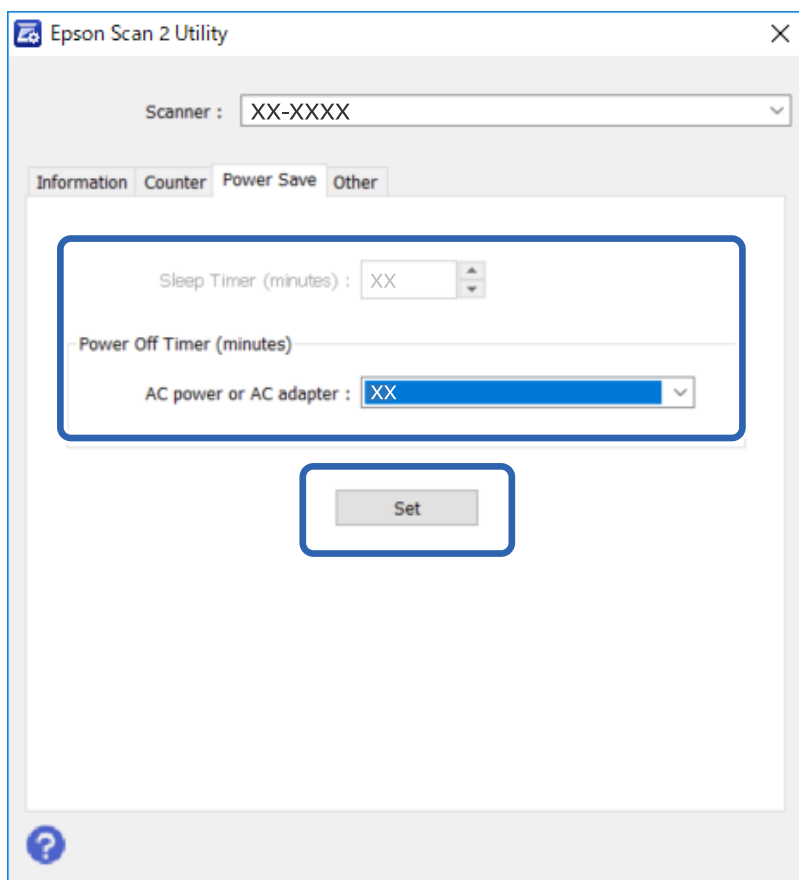 Epson Scan 2 Utility
Scanner : XX-XXXX
Information Counter Power Save Other
Sleep Timer (minutes) : XX
Power Off Timer (minutes)
AC power or AC adapter : XX
Set
?